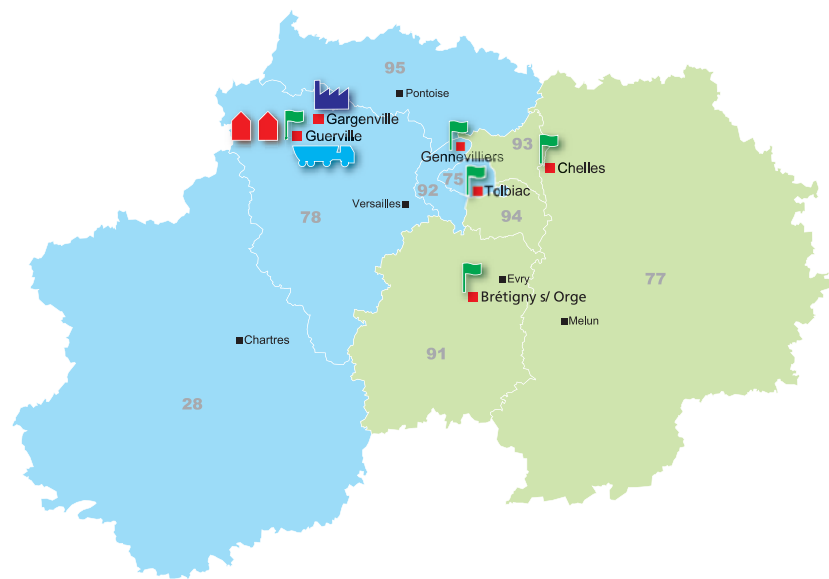 95
Pontoise
Gargenville
Guerville
93
Gennevilliers
Chelles
75
92
Tolbiac
Versailles
94
78
Evry
77
Brétigny s/ Orge
Melun
Chartres
91
28